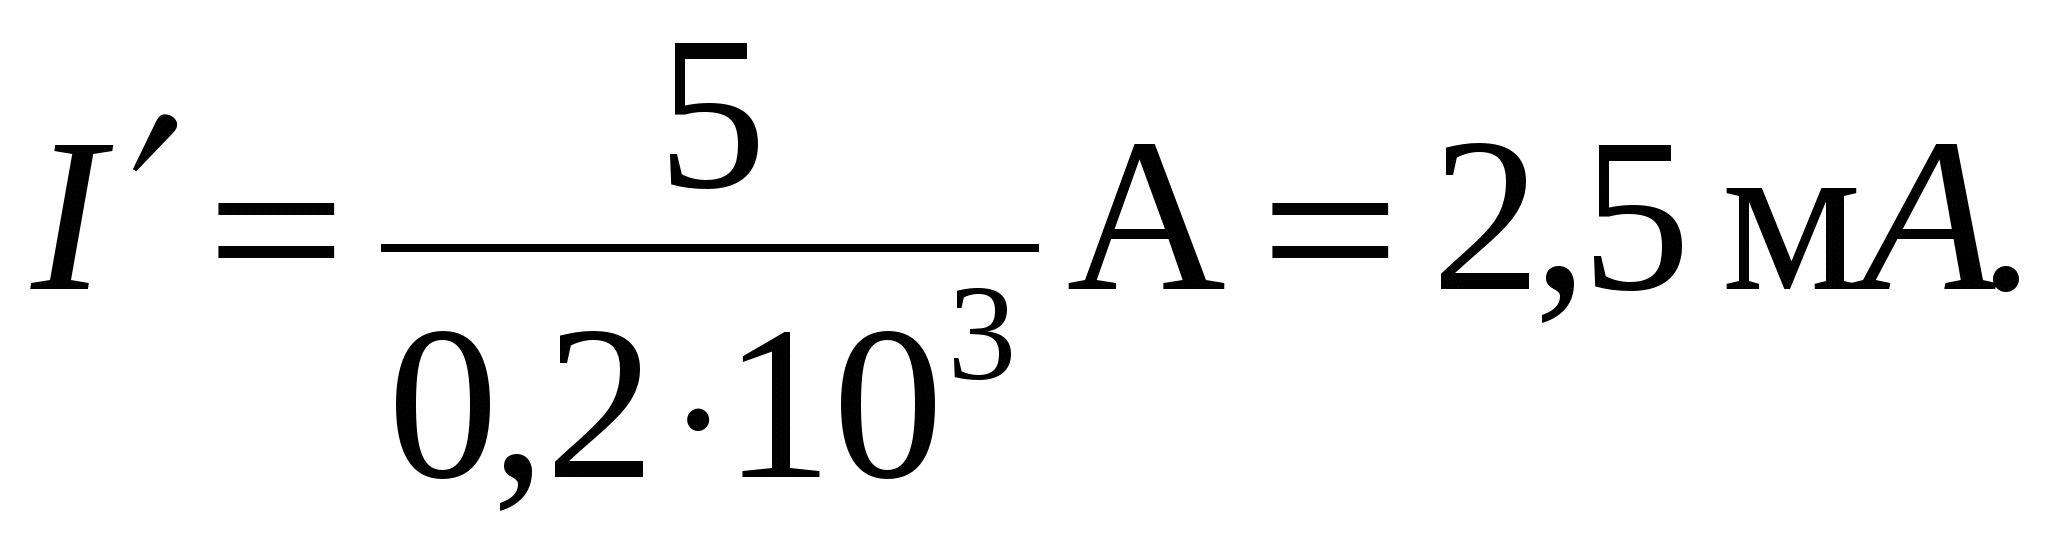 I′ = 5 / (0,2 · 10³) А = 2,5 мА.